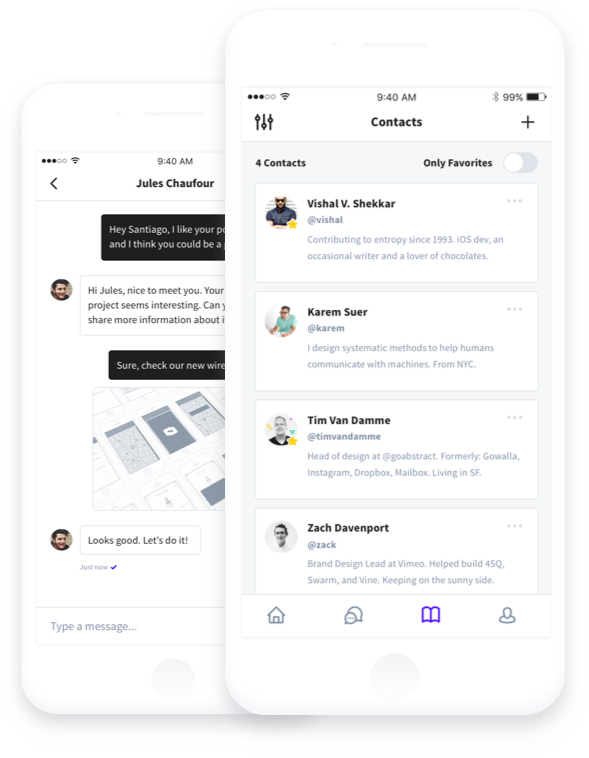 9:40 AM
Jules Chaufour
Hey Santiago, I like your
and I think you could be a
Hi Jules, nice to meet you. Your
project seems interesting. Can
share more information about
Sure, check our new
Looks good. Let's do it!
Just now
Type a message...
9:40 AM
99%
Contacts
4 Contacts
Only Favorites
Vishal V. Shekkar
@vishal
Contributing to entropy since 1993. iOS dev, an
occasional writer and a lover of chocolates.
Karem Suer
@karem
I design systematic methods to help humans
communicate with machines. From NYC.
Tim Van Damme
@timvandamme
Head of design at @goabstract. Formerly: Gowalla,
Instagram, Dropbox, Mailbox. Living in SF.
Zach Davenport
@zack
Brand Design Lead at Vimeo. Helped build 4SQ,
Swarm, and Vine. Keeping on the sunny side.